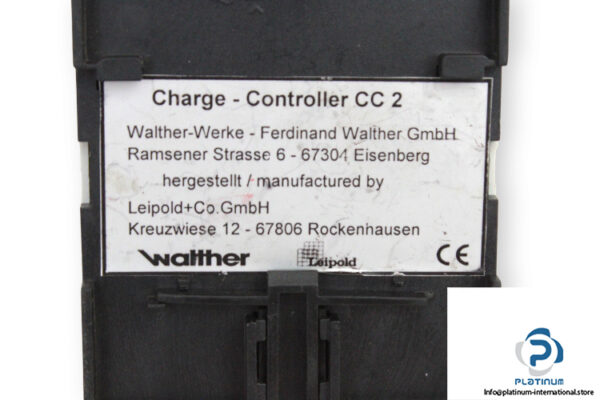 Charge - Controller CC 2
Walther-Werke - Ferdinand Walther GmbH
Ramsener Strasse 6 - 67304 Eisenberg
hergestellt / manufactured by
Leipold+Co.GmbH
Kreuzwiese 12 - 67806 Rockenhausen
walther Leipold CE
PLATINUM
Info@platinum-international.store